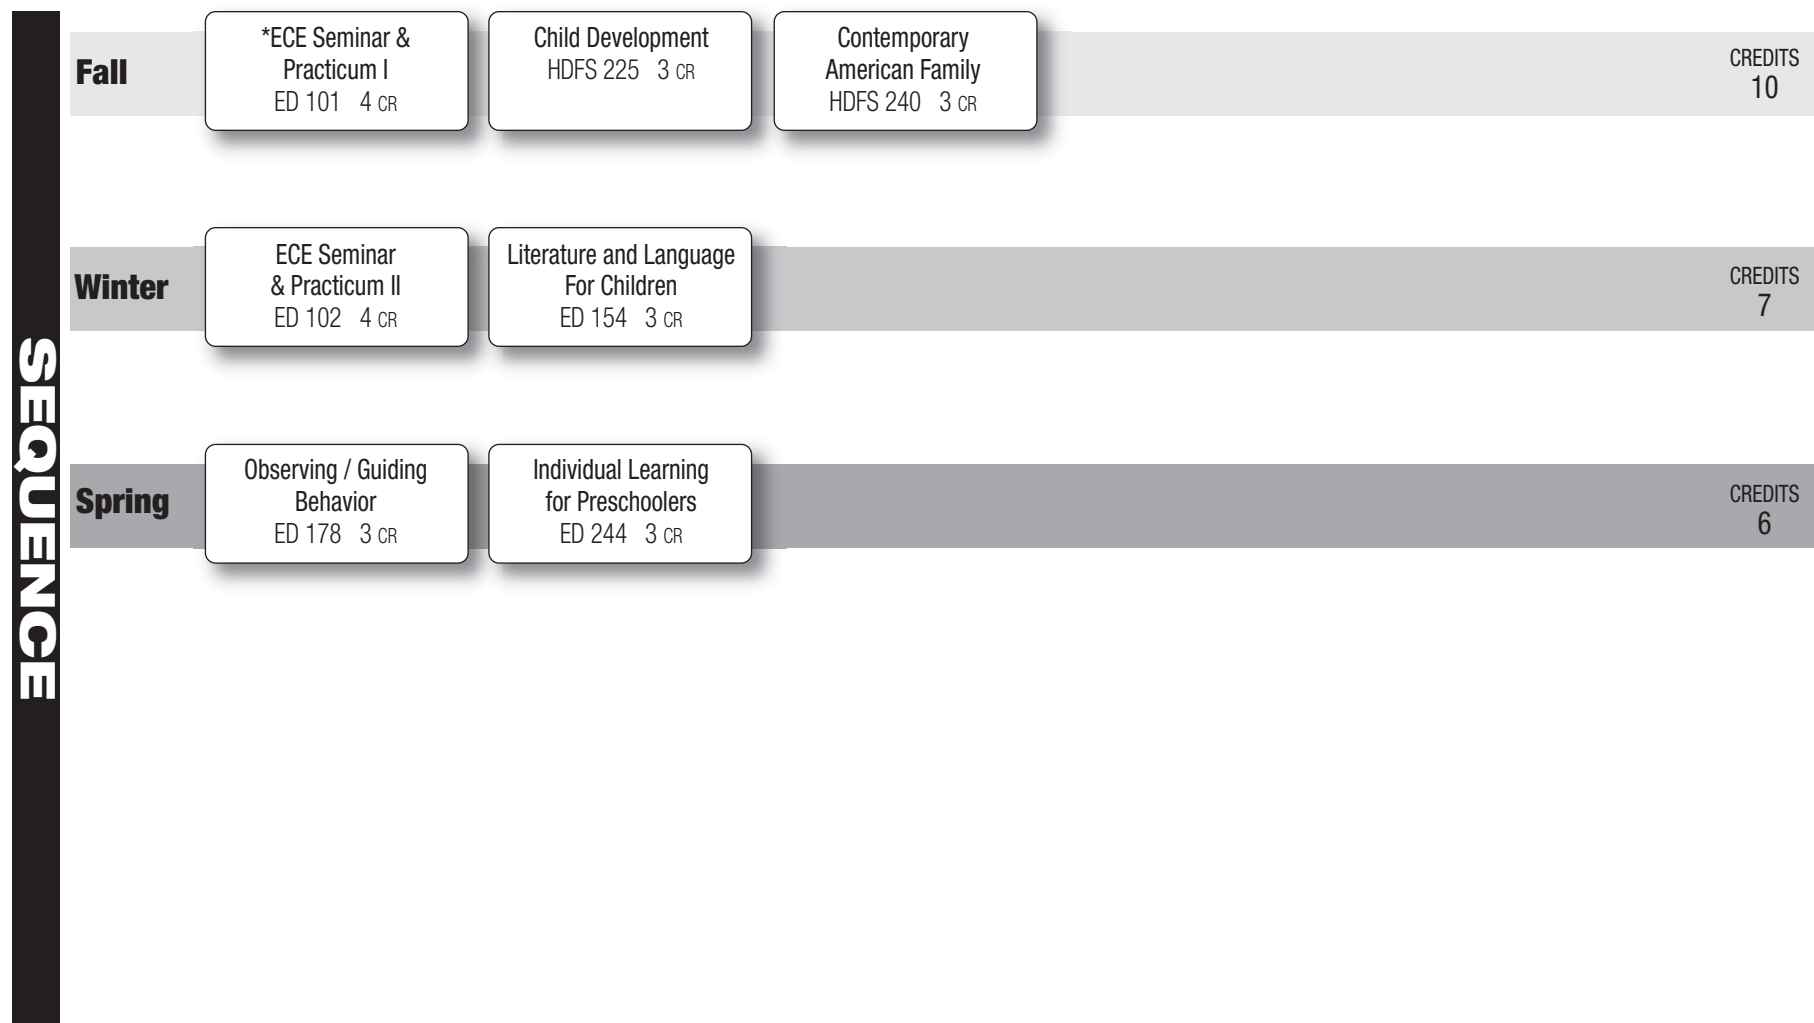 SEQUENCE
Fall
*ECE Seminar &
Practicum I
ED 101 4 CR
Child Development
HDFS 225 3 CR
Contemporary
American Family
HDFS 240 3 CR
CREDITS
10
Winter
ECE Seminar
& Practicum II
ED 102 4 CR
Literature and Language
For Children
ED 154 3 CR
CREDITS
7
Spring
Observing / Guiding
Behavior
ED 178 3 CR
Individual Learning
for Preschoolers
ED 244 3 CR
CREDITS
6